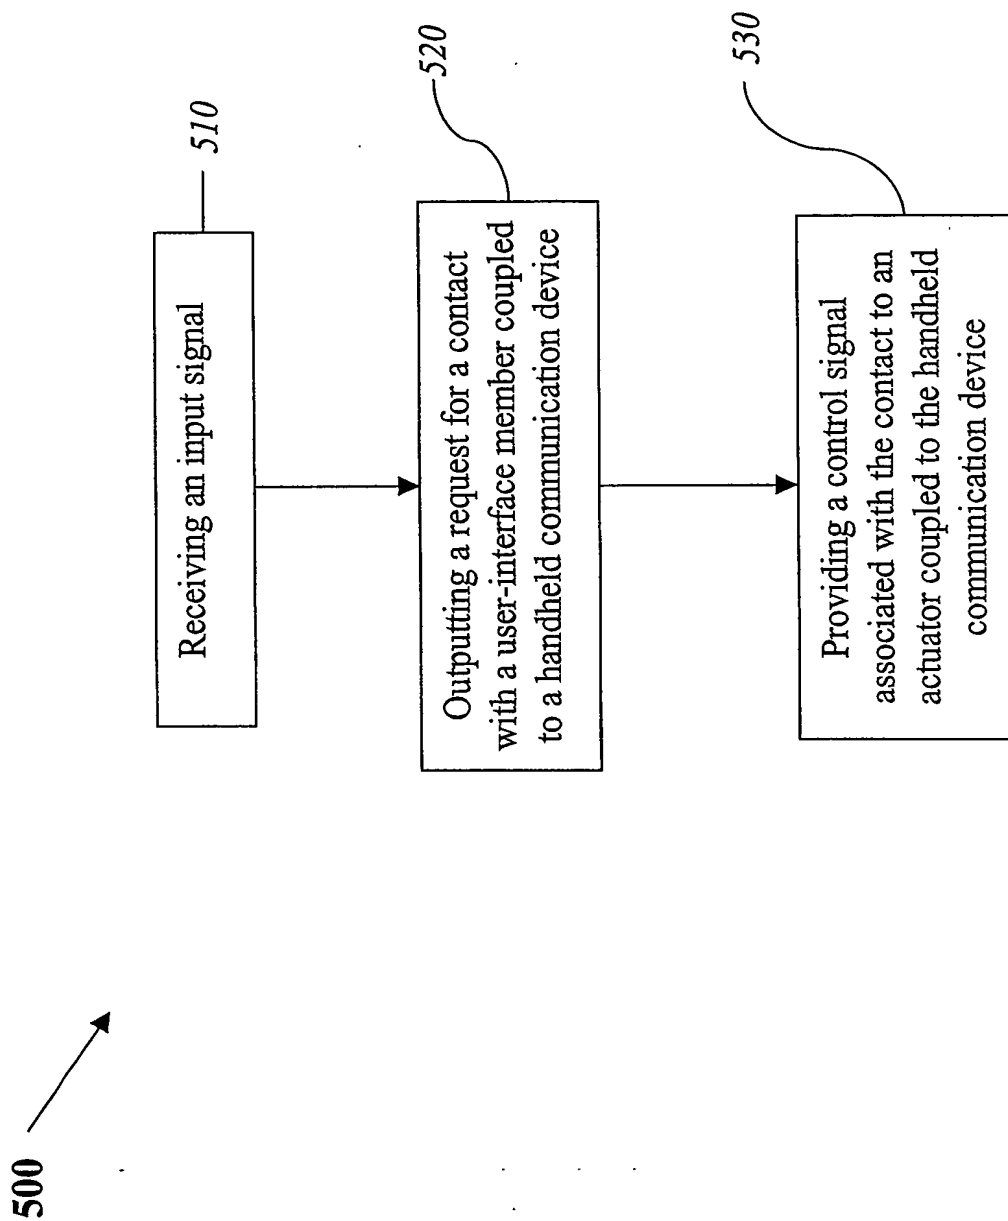 500
Receiving an input signal
510
Outputting a request for a contact
with a user-interface member coupled
to a handheld communication device
520
Providing a control signal
associated with the contact to an
actuator coupled to the handheld
communication device
530